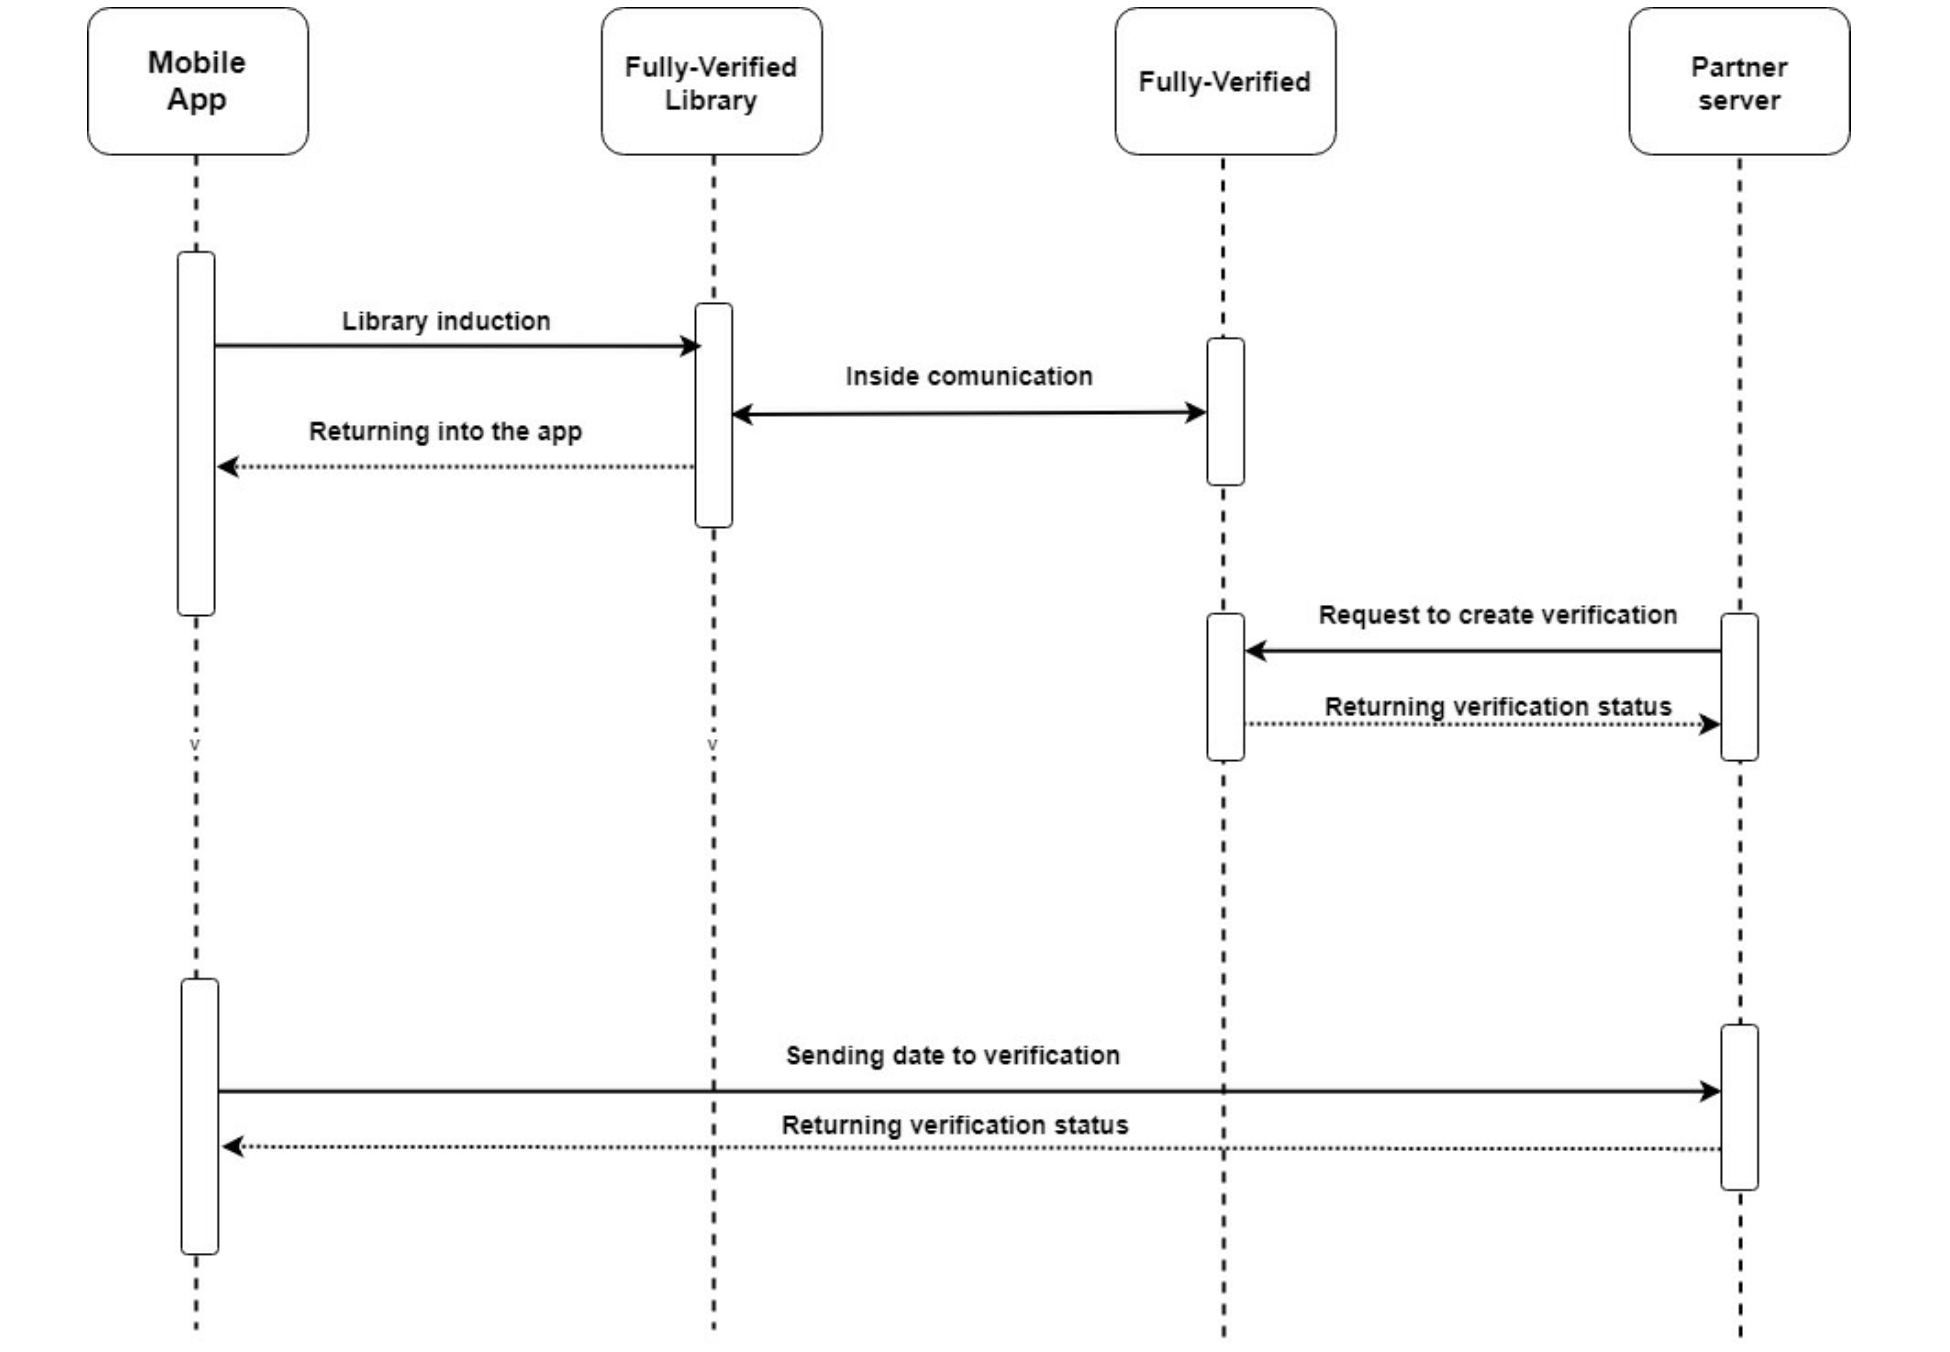 Mobile
App
Fully-Verified
Library
Fully-Verified
Partner
server
Library induction
Inside comunication
Returning into the app
Request to create verification
Returning verification status
v
v
Sending date to verification
Returning verification status